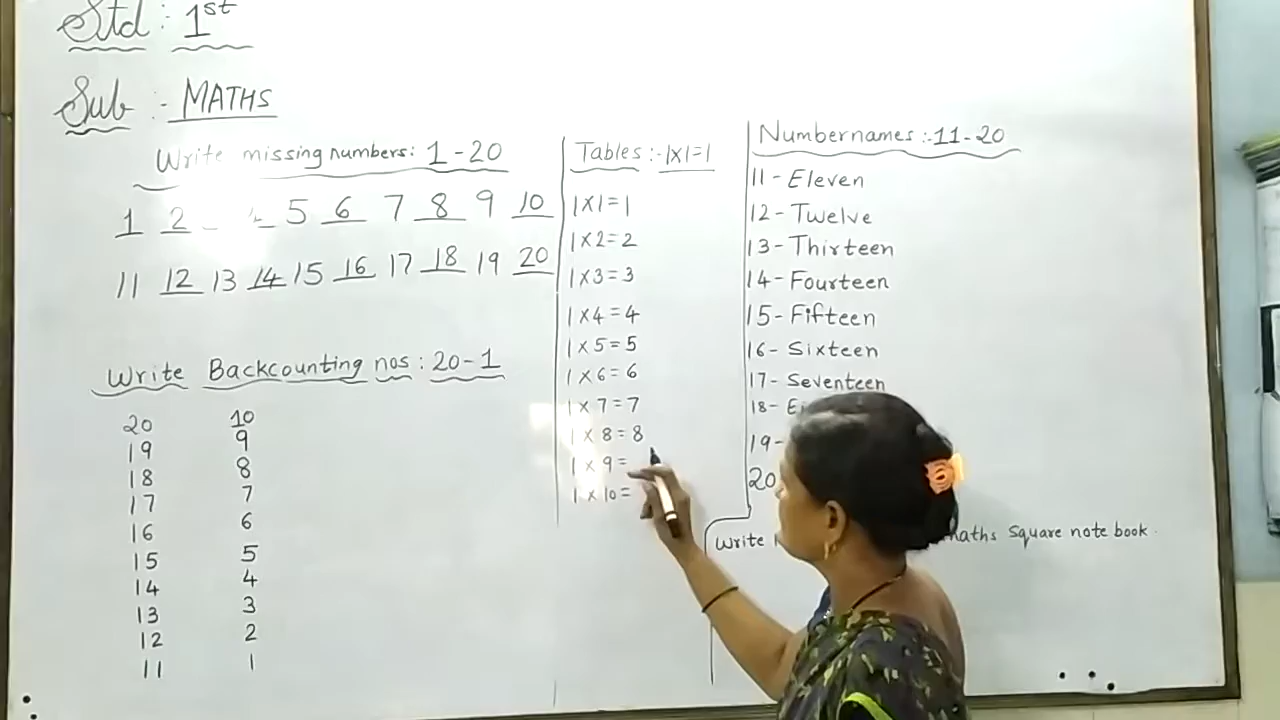 Std : 1st
Sub :- MATHS
Write missing numbers: 1-20
1 2 5 6 7 8 9 10
11 12 13 14 15 16 17 18 19 20
Write Backcounting nos: 20-1
20 10
19 9
18 8
17 7
16 6
15 5
14 4
13 3
12 2
11 1
Tables :- 1x1=1
1x1=1
1x2=2
1x3=3
1x4=4
1x5=5
1x6=6
1x7=7
1x8=8
1x9=
1x10=
Numbernames :-11-20
11-Eleven
12-Twelve
13-Thirteen
14-Fourteen
15-Fifteen
16-Sixteen
17-Seventeen
18-
19-
20
Write
Square note book.